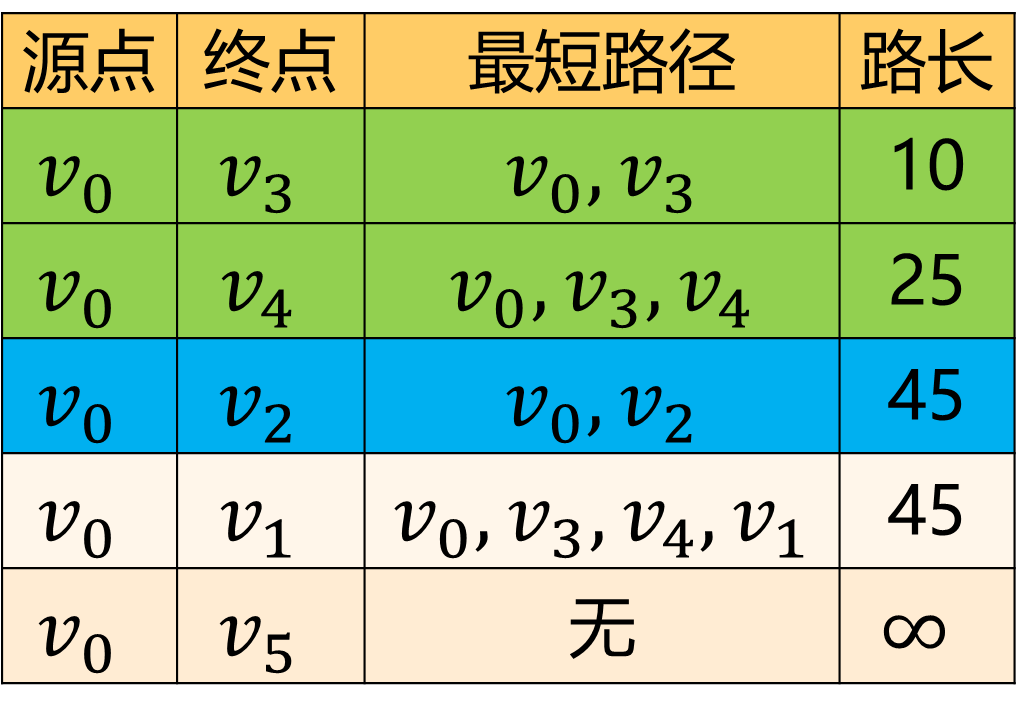 源点 终点 最短路径 路长
v₀ v₃ v₀, v₃ 10
v₀ v₄ v₀, v₃, v₄ 25
v₀ v₂ v₀, v₂ 45
v₀ v₁ v₀, v₃, v₄, v₁ 45
v₀ v₅ 无 ∞